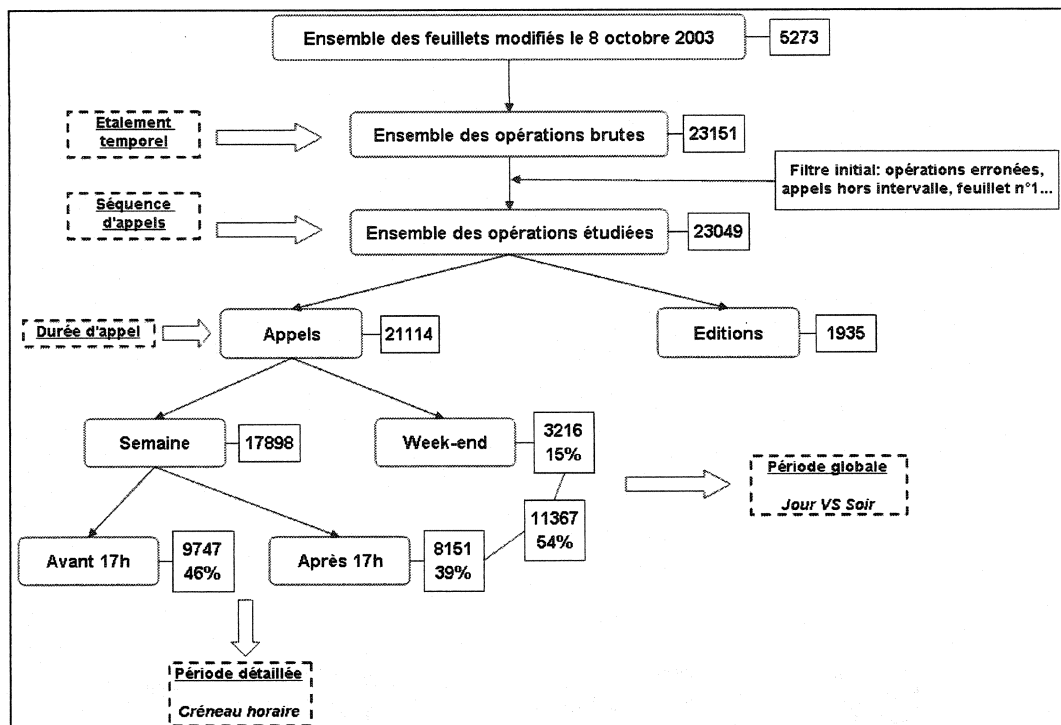 Ensemble des feuillets modifiés le 8 octobre 2003
5273
Etalement
temporel
Ensemble des opérations brutes
23151
Filtre initial: opérations erronées,
appels hors intervalle, feuillet n°1...
Séquence
d'appels
Ensemble des opérations étudiées
23049
Durée d'appel
Appels
21114
Editions
1935
Semaine
17898
Week-end
3216
15%
Période globale
Jour VS Soir
11367
54%
Avant 17h
9747
46%
Après 17h
8151
39%
Période détaillée
Créneau horaire